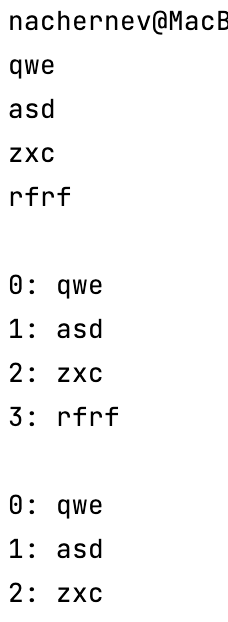 nachernev@MacB
qwe
asd
zxc
rfrf
0: qwe
1: asd
2: zxc
3: rfrf
0: qwe
1: asd
2: zxc